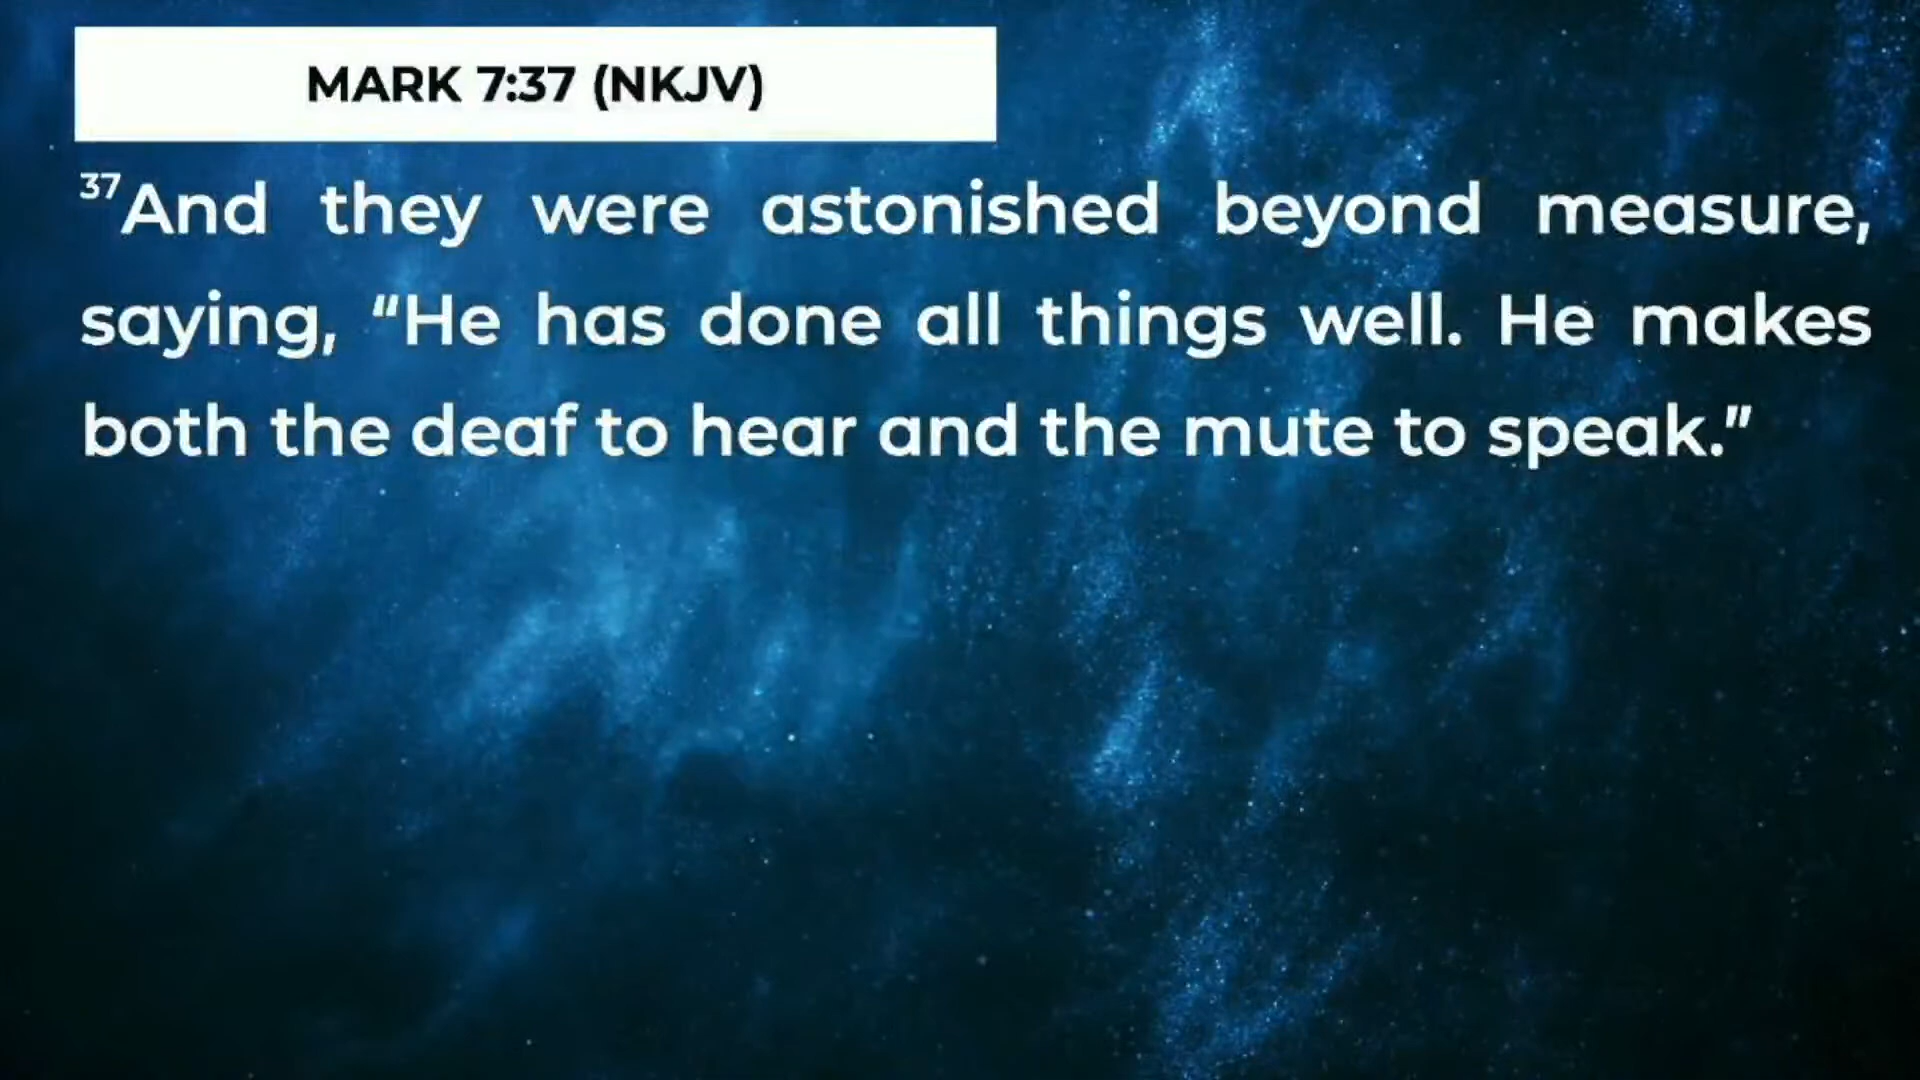 MARK 7:37 (NKJV)
37And they were astonished beyond measure,
saying, “He has done all things well. He makes
both the deaf to hear and the mute to speak.”